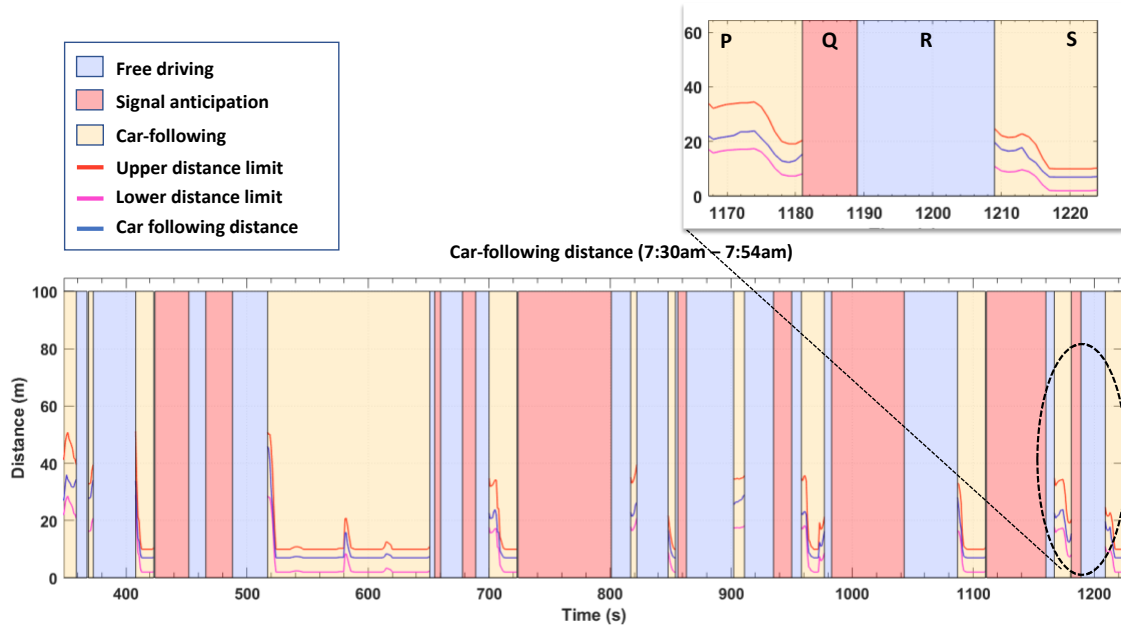 P Q R S
60
40
20
0
1170 1180 1190 1200 1210 1220
Free driving
Signal anticipation
Car-following
Upper distance limit
Lower distance limit
Car following distance
Car-following distance (7:30am – 7:54am)
100
80
60
40
20
0
Distance (m)
400 500 600 700 800 900 1000 1100 1200
Time (s)